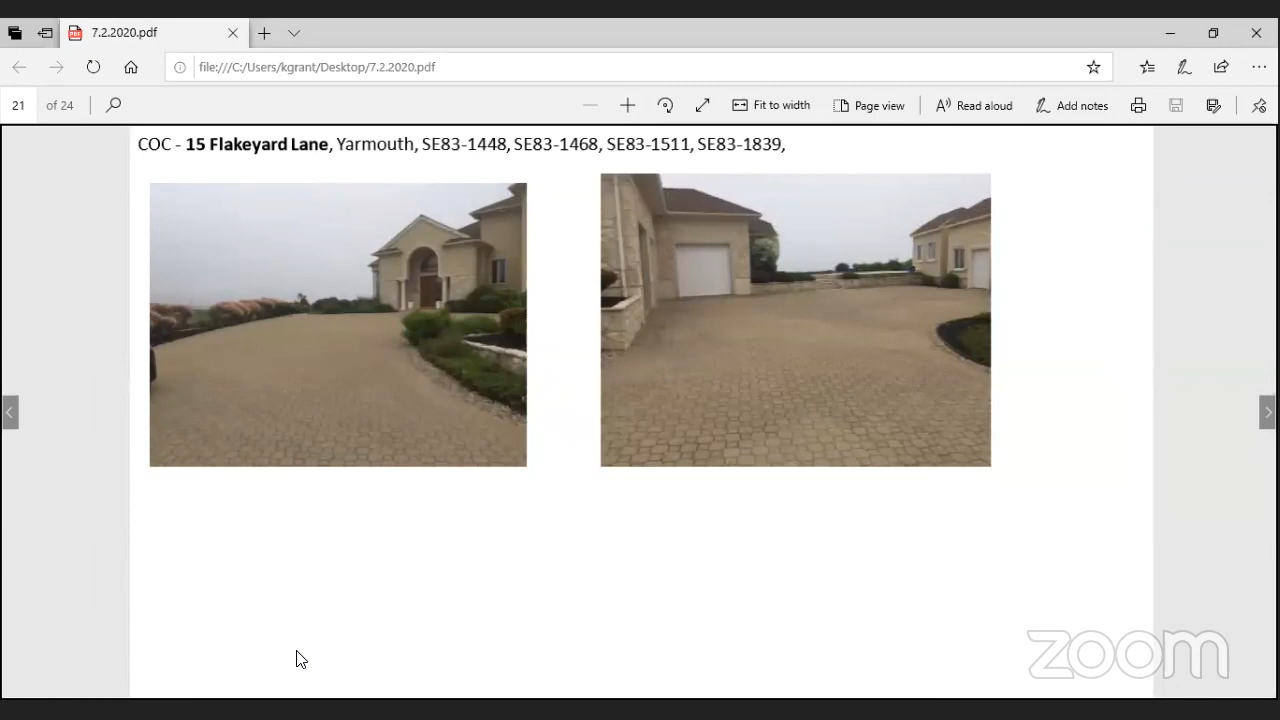 7.2.2020.pdf
file:///C:/Users/kgrant/Desktop/7.2.2020.pdf
21 of 24 Fit to width Page view Read aloud Add notes
COC - 15 Flakeyard Lane, Yarmouth, SE83-1448, SE83-1468, SE83-1511, SE83-1839,
zoom